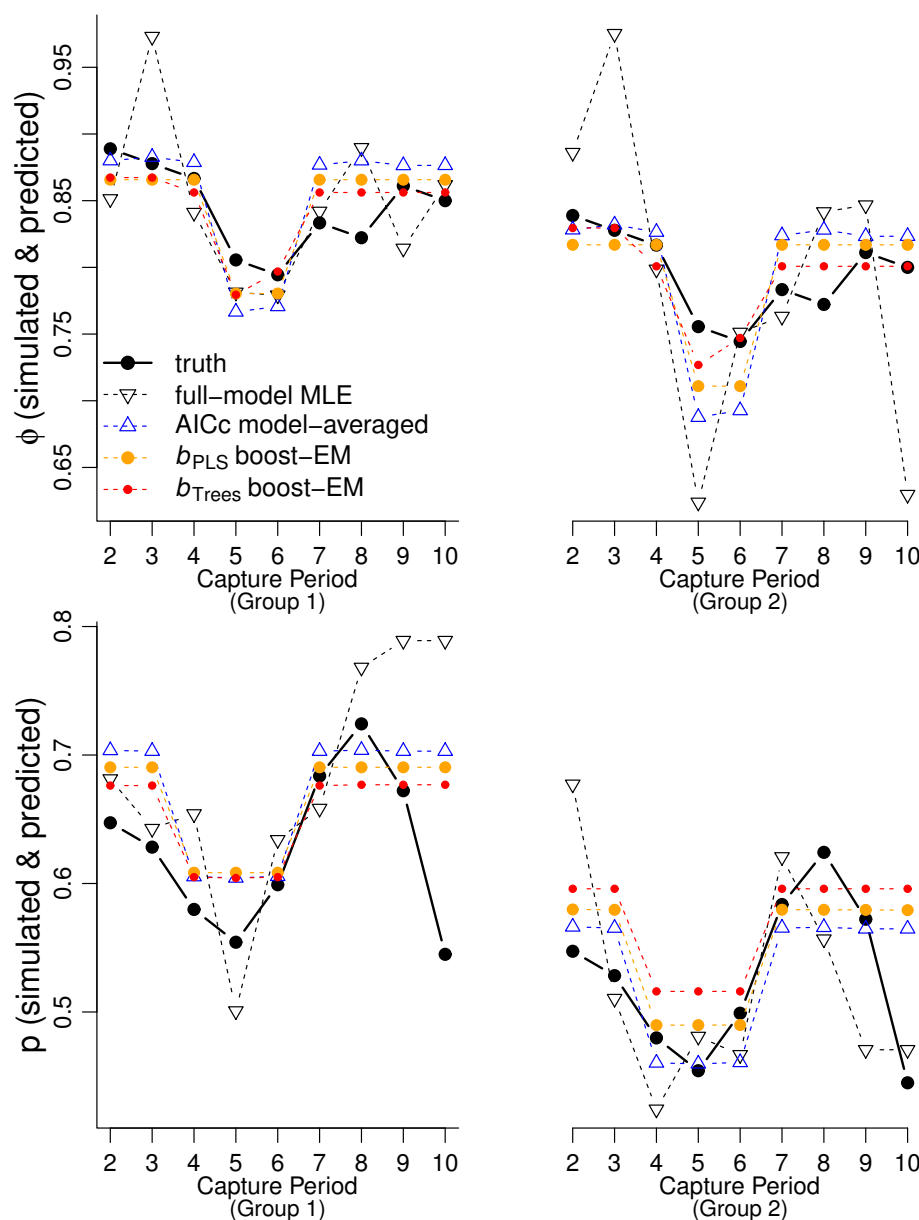 ϕ (simulated & predicted)
0.95
0.85
0.75
0.65
truth
full−model MLE
AICc model−averaged
bPLS boost−EM
bTrees boost−EM
2 3 4 5 6 7 8 9 10
Capture Period
(Group 1)
2 3 4 5 6 7 8 9 10
Capture Period
(Group 2)
p (simulated & predicted)
0.8
0.7
0.6
0.5
2 3 4 5 6 7 8 9 10
Capture Period
(Group 1)
2 3 4 5 6 7 8 9 10
Capture Period
(Group 2)